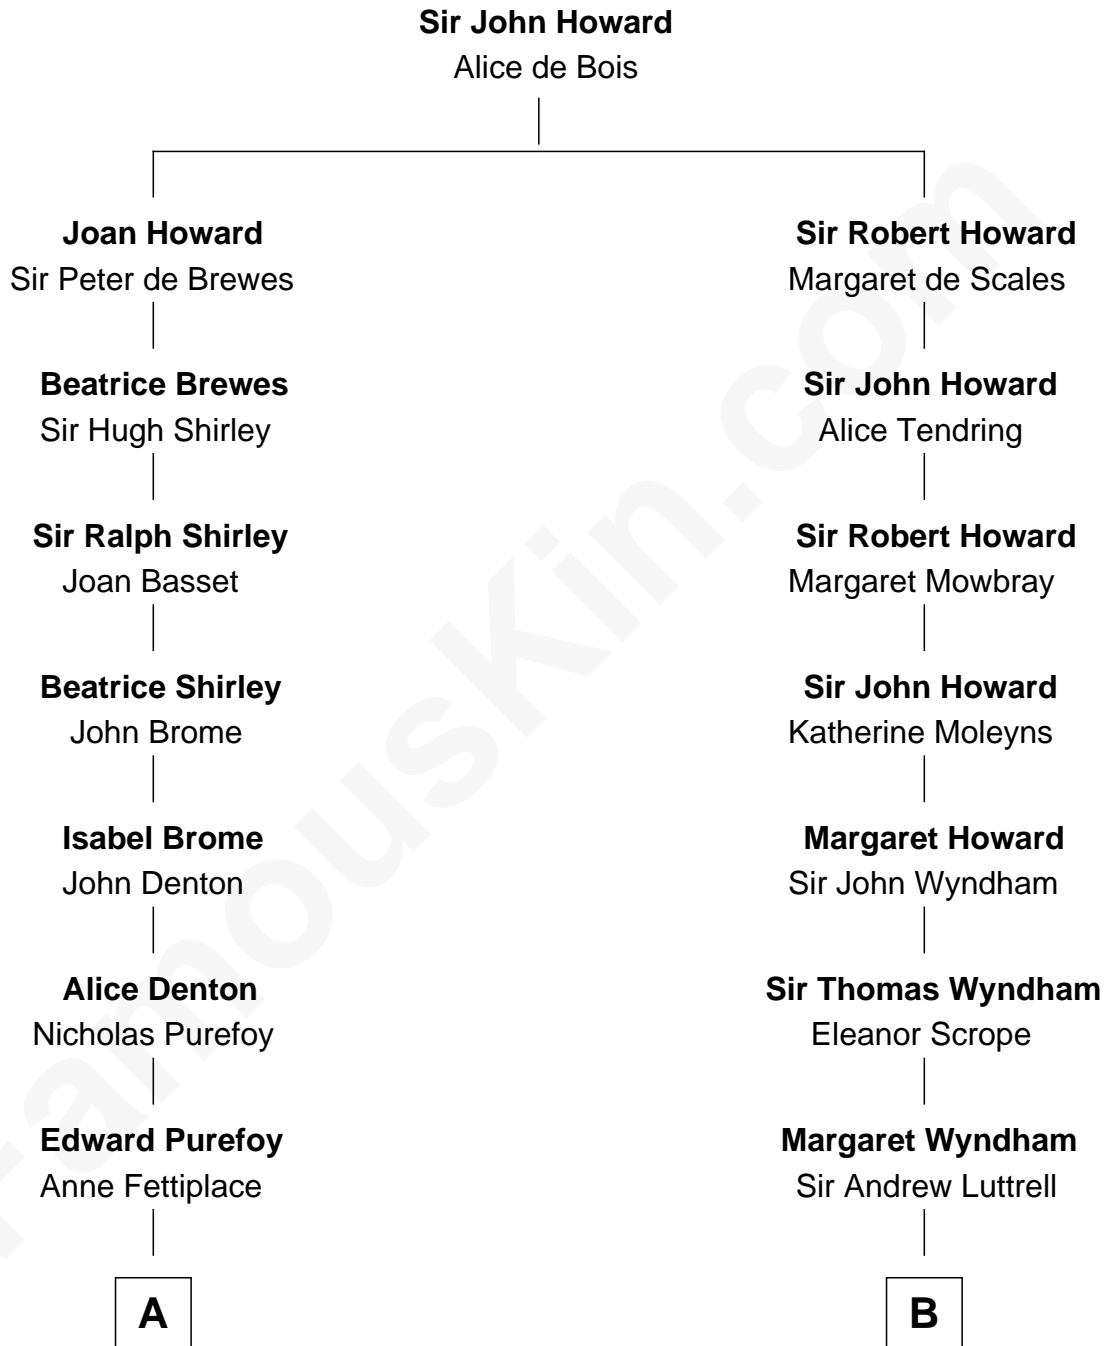 Sir John Howard
Alice de Bois
Joan Howard
Sir Peter de Brewes
Sir Robert Howard
Margaret de Scales
Beatrice Brewes
Sir Hugh Shirley
Sir John Howard
Alice Tendring
Sir Ralph Shirley
Joan Basset
Sir Robert Howard
Margaret Mowbray
Beatrice Shirley
John Brome
Sir John Howard
Katherine Moleyns
Isabel Brome
John Denton
Margaret Howard
Sir John Wyndham
Alice Denton
Nicholas Purefoy
Sir Thomas Wyndham
Eleanor Scrope
Edward Purefoy
Anne Fettiplace
Margaret Wyndham
Sir Andrew Luttrell
A
B
FamousKin.com